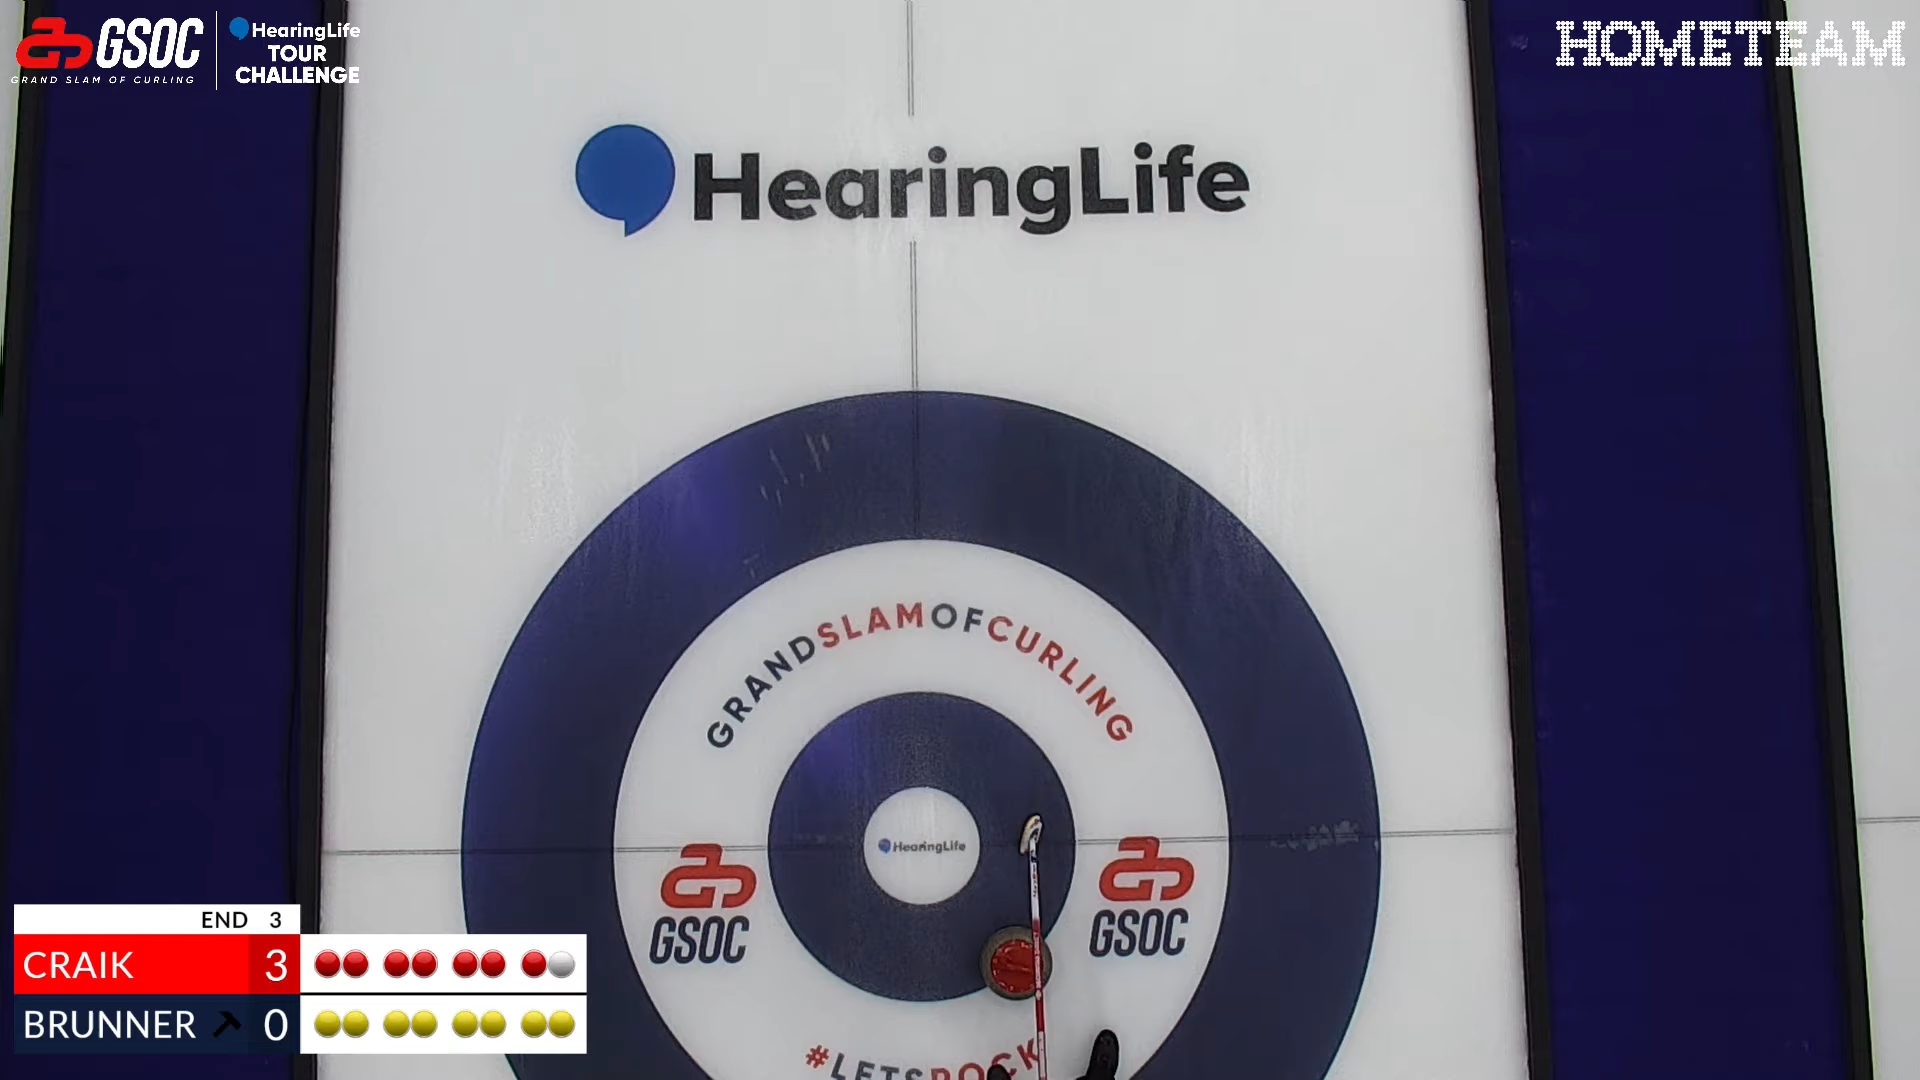 GSOC
GRAND SLAM OF CURLING
HearingLife
TOUR
CHALLENGE
HOMETEAM
HearingLife
GRANDSLAMOFCURLING
HearingLife
GSOC
GSOC
#LETSROCK
END 3
CRAIK 3
BRUNNER 0